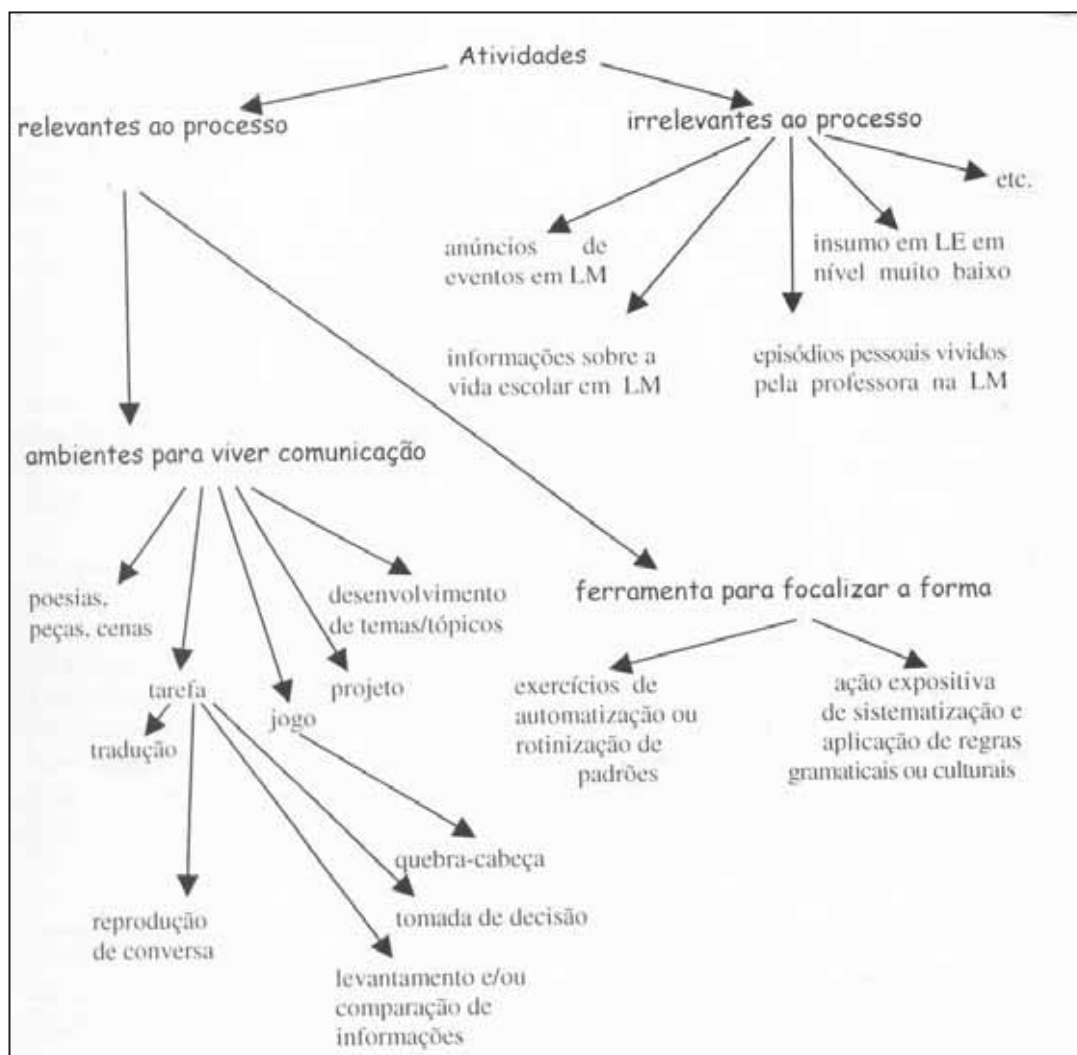 Atividades
relevantes ao processo
irrelevantes ao processo
etc.
anúncios de
eventos em LM
insumo em LE em
nível muito baixo
informações sobre a
vida escolar em LM
episódios pessoais vividos
pela professora na LM
ambientes para viver comunicação
poesias,
peças, cenas
desenvolvimento
de temas/tópicos
ferramenta para focalizar a forma
tarefa
jogo
projeto
tradução
exercícios de
automatização ou
rotinização de
padrões
ação expositiva
de sistematização e
aplicação de regras
gramaticais ou culturais
quebra-cabeça
reprodução
de conversa
tomada de decisão
levantamento e/ou
comparação de
informações